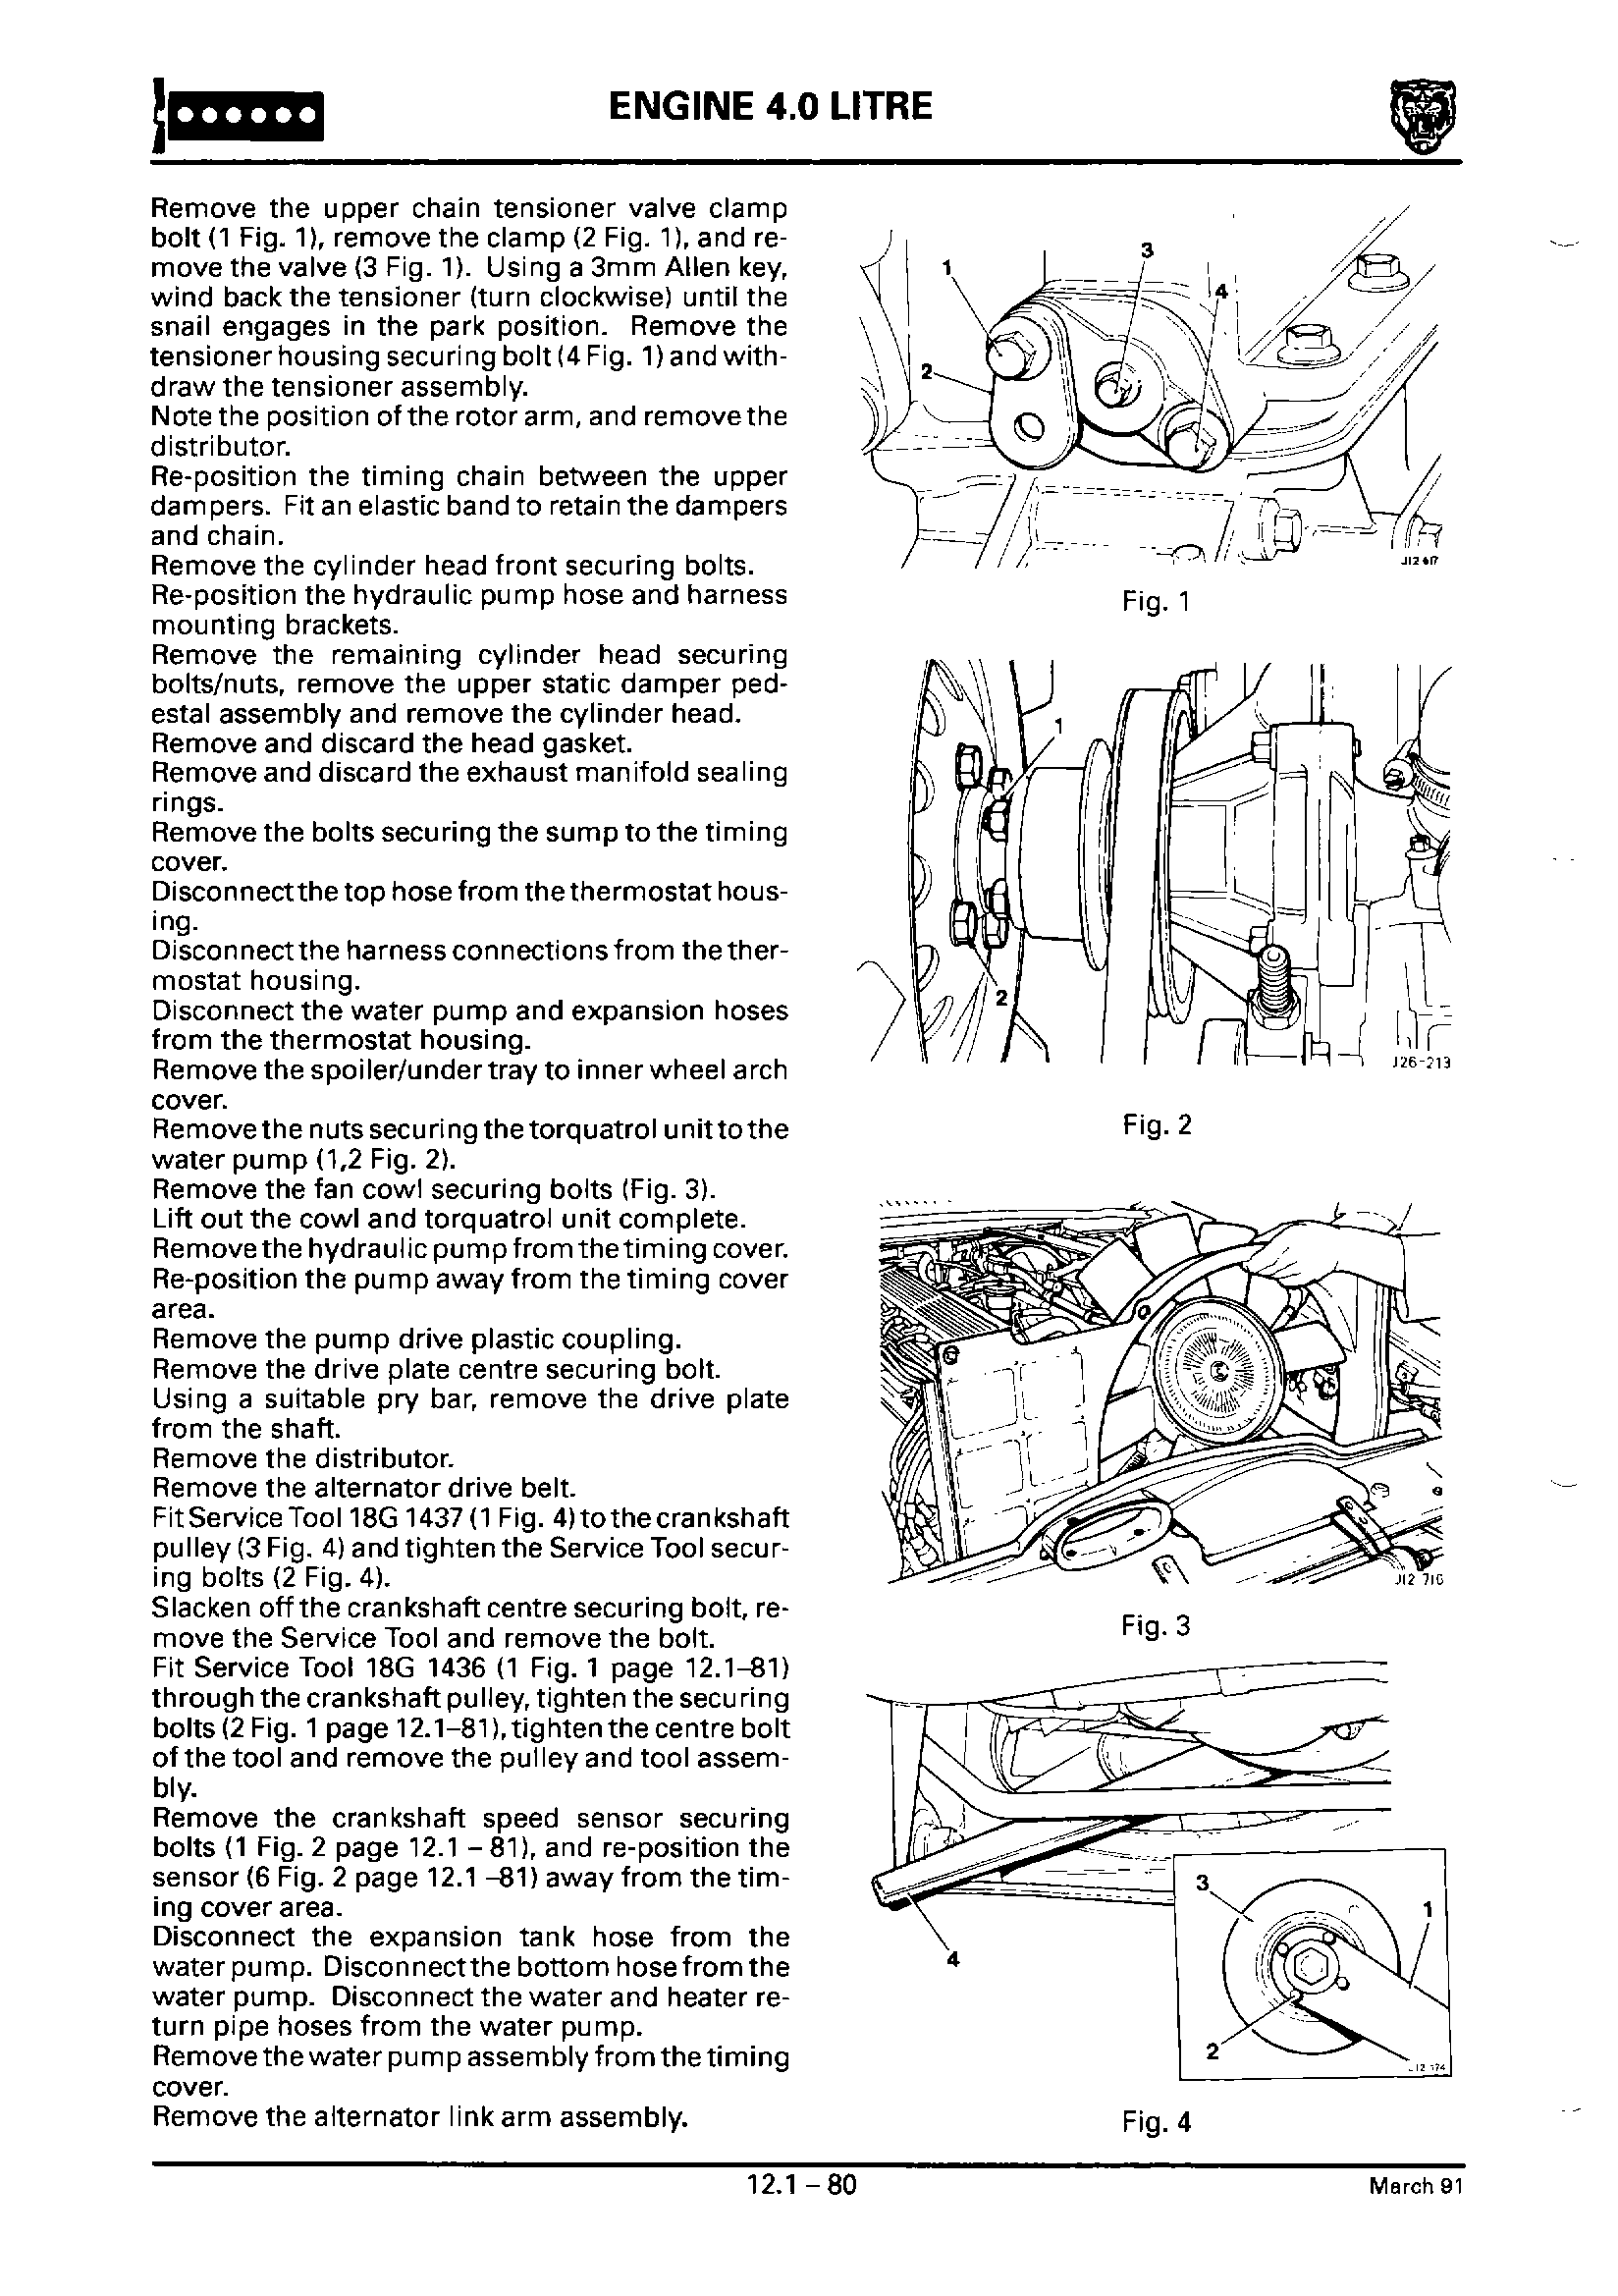 ENGINE 4.0 LITRE
Remove the upper chain tensioner valve clamp
bolt (1 Fig. 1), remove the clamp (2 Fig. 1), and re-
move the valve (3 Fig. 1). Using a 3mm Allen key,
wind back the tensioner (turn clockwise) until the
snail engages in the park position. Remove the
tensioner housing securing bolt (4 Fig. 1) and with-
draw the tensioner assembly.
Note the position of the rotor arm, and remove the
distributor.
Re-position the timing chain between the upper
dampers. Fit an elastic band to retain the dampers
and chain.
Remove the cylinder head front securing bolts.
Re-position the hydraulic pump hose and harness
mounting brackets.
Remove the remaining cylinder head securing
bolts/nuts, remove the upper static damper ped-
estal assembly and remove the cylinder head.
Remove and discard the head gasket.
Remove and discard the exhaust manifold sealing
rings.
Remove the bolts securing the sump to the timing
cover.
Disconnect the top hose from the thermostat hous-
ing.
Disconnect the harness connections from the ther-
mostat housing.
Disconnect the water pump and expansion hoses
from the thermostat housing.
Remove the spoiler/under tray to inner wheel arch
cover.
Remove the nuts securing the torquatrol unit to the
water pump (1,2 Fig. 2).
Remove the fan cowl securing bolts (Fig. 3).
Lift out the cowl and torquatrol unit complete.
Remove the hydraulic pump from the timing cover.
Re-position the pump away from the timing cover
area.
Remove the pump drive plastic coupling.
Remove the drive plate centre securing bolt.
Using a suitable pry bar, remove the drive plate
from the shaft.
Remove the distributor.
Remove the alternator drive belt.
Fit Service Tool 18G 1437 (1 Fig. 4) to the crankshaft
pulley (3 Fig. 4) and tighten the Service Tool secur-
ing bolts (2 Fig. 4).
Slacken off the crankshaft centre securing bolt, re-
move the Service Tool and remove the bolt.
Fit Service Tool 18G 1436 (1 Fig. 1 page 12.1–81)
through the crankshaft pulley, tighten the securing
bolts (2 Fig. 1 page 12.1–81), tighten the centre bolt
of the tool and remove the pulley and tool assem-
bly.
Remove the crankshaft speed sensor securing
bolts (1 Fig. 2 page 12.1 – 81), and re-position the
sensor (6 Fig. 2 page 12.1 –81) away from the tim-
ing cover area.
Disconnect the expansion tank hose from the
water pump. Disconnect the bottom hose from the
water pump. Disconnect the water and heater re-
turn pipe hoses from the water pump.
Remove the water pump assembly from the timing
cover.
Remove the alternator link arm assembly.
1
3
4
2
Fig. 1
1
2
J26-213
Fig. 2
J12 716
Fig. 3
4
3
1
2
Fig. 4
12.1 – 80
March 91